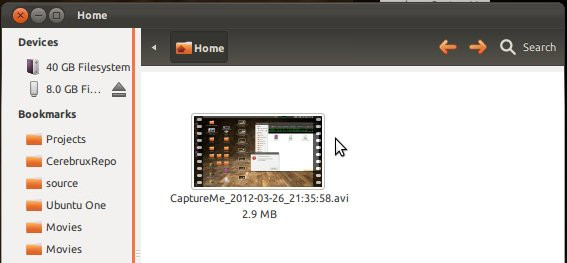 Home
Devices
40 GB Filesystem
8.0 GB Fi...
Bookmarks
Projects
CerebruxRepo
source
Ubuntu One
Movies
Movies
Home
Search
CaptureMe_2012-03-26_21:35:58.avi
2.9 MB